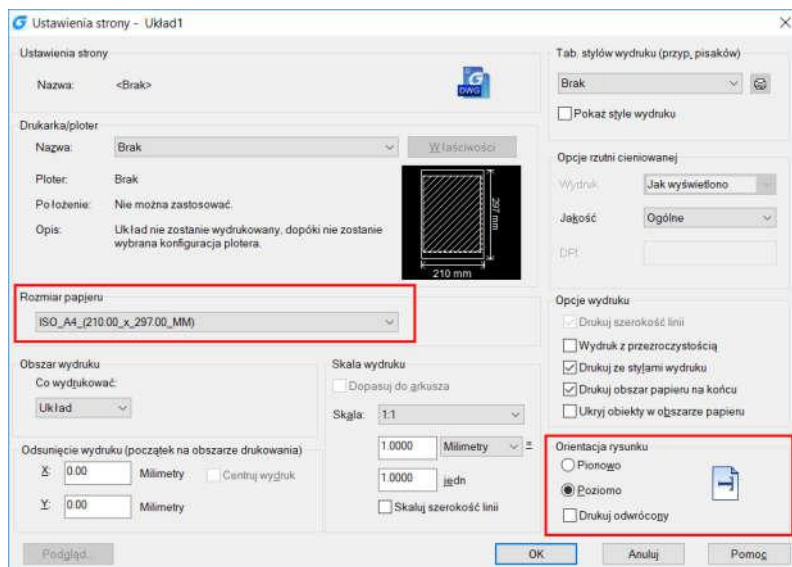 Ustawienia strony - Układ1
Ustawienia strony
Nazwa: <Brak>
DWG
Drukarka/ploter
Nazwa: Brak Właściwości
Ploter: Brak
Położenie: Nie można zastosować.
Opis: Układ nie zostanie wydrukowany, dopóki nie zostanie
wybrana konfiguracja plotera.
297 mm
210 mm
Rozmiar papieru
ISO_A4_(210.00_x_297.00_MM)
Obszar wydruku
Co wydrukować:
Układ
Odsunięcie wydruku (początek na obszarze drukowania)
X: 0.00 Milimetry Centruj wydruk
Y: 0.00 Milimetry
Skala wydruku
Dopasuj do arkusza
Skala: 1:1
1.0000 Milimetry =
1.0000 jedn
Skaluj szerokość linii
Tab. stylów wydruku (przyp. pisaków)
Brak
Pokaż style wydruku
Opcje rzutni cieniowanej
Wydruk Jak wyświetlono
Jakość Ogólne
DPI
Opcje wydruku
Drukuj szerokość linii
Wydruk z przezroczystością
Drukuj ze stylami wydruku
Drukuj obszar papieru na końcu
Ukryj obiekty w obszarze papieru
Orientacja rysunku
Pionowo
Poziomo
Drukuj odwrócony
Podgląd...
OK Anuluj Pomoc